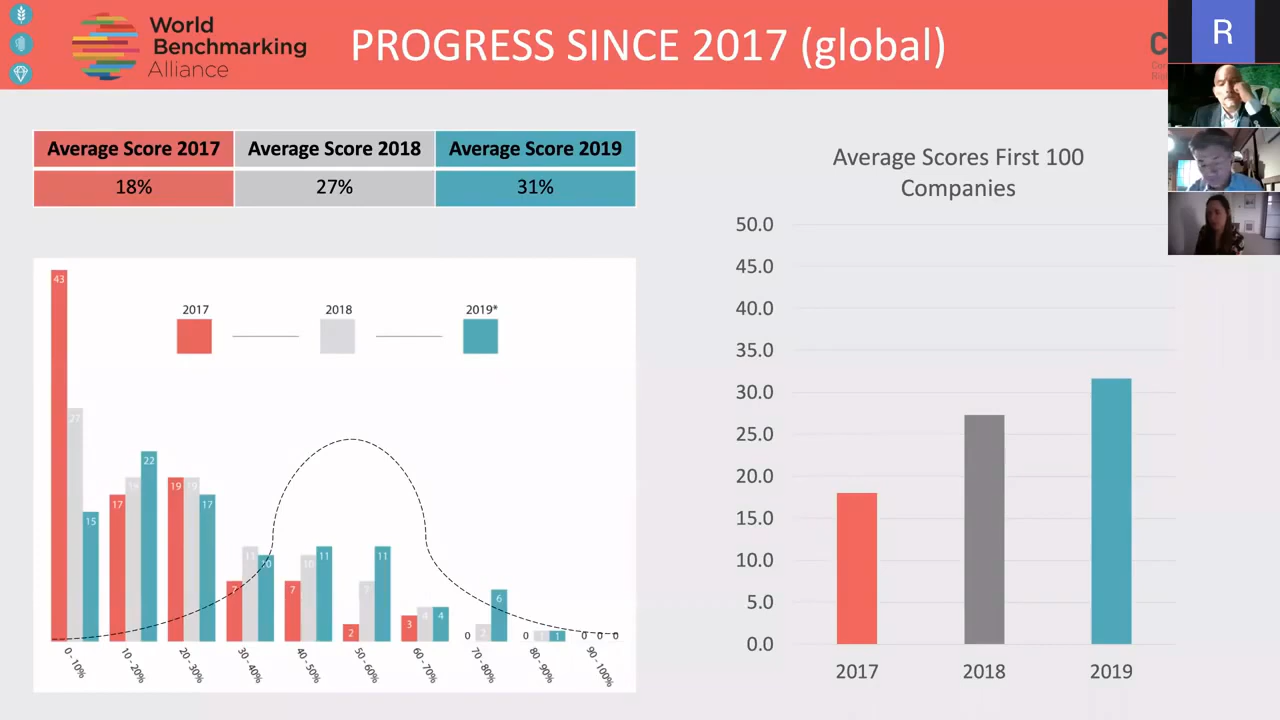 World
Benchmarking
Alliance
PROGRESS SINCE 2017 (global)
R
Average Score 2017 Average Score 2018 Average Score 2019
18% 27% 31%
2017 2018 2019*
43 27 15
17 19 22
19 19 17
7 11 10
7 10 11
2 7 11
3 4 4
0 2 6
0 1 1
0 0 0
0 - 10% 10 - 20% 20 - 30% 30 - 40% 40 - 50% 50 - 60% 60 - 70% 70 - 80% 80 - 90% 90 - 100%
Average Scores First 100
Companies
50.0
45.0
40.0
35.0
30.0
25.0
20.0
15.0
10.0
5.0
0.0
2017 2018 2019